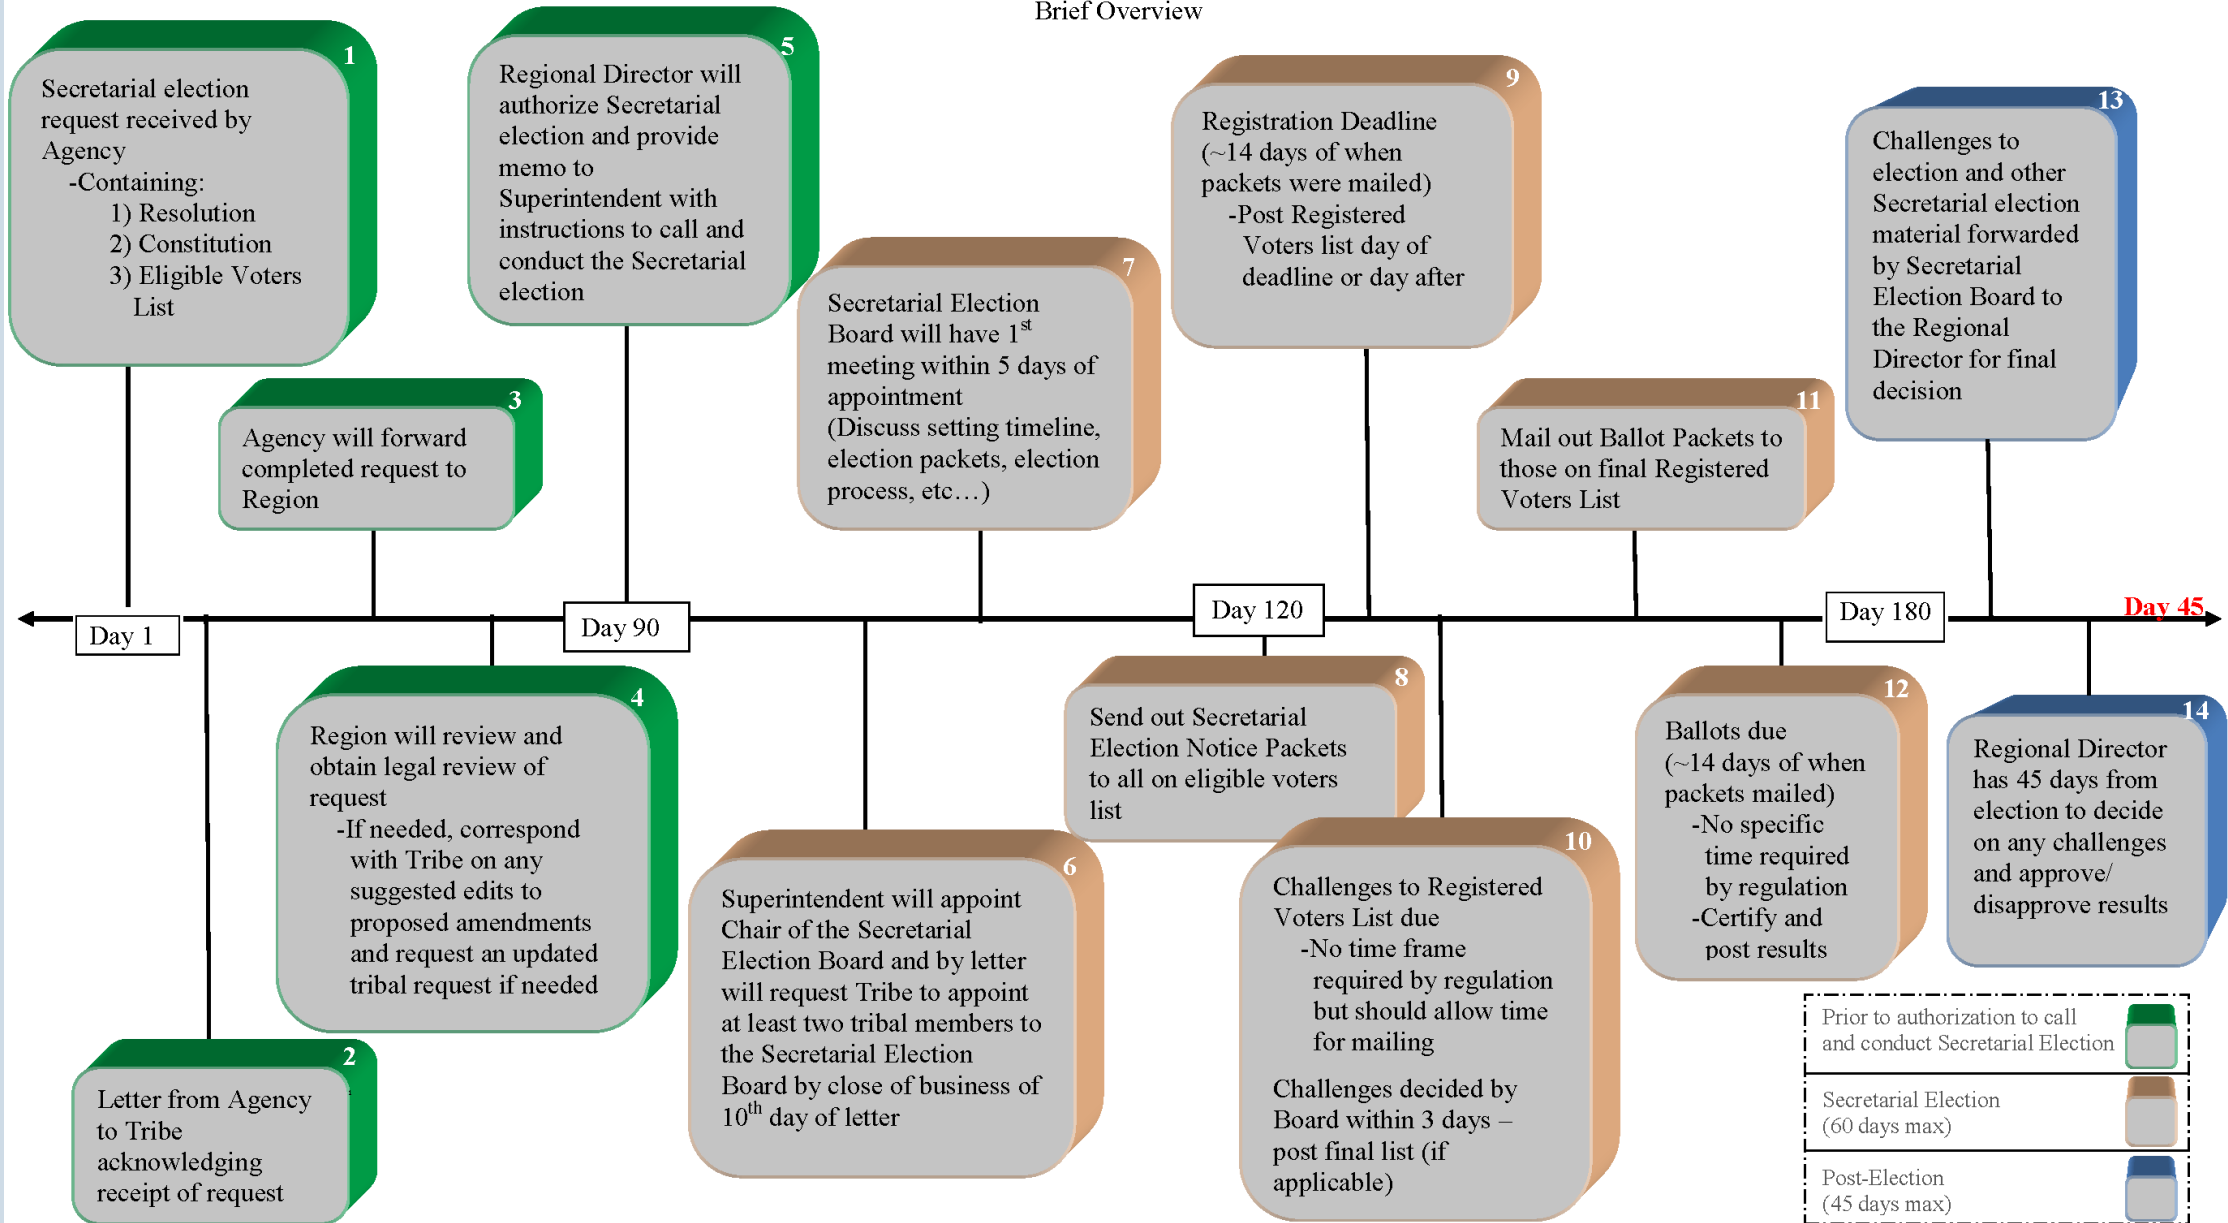 Brief Overview
1
Secretarial election
request received by
Agency
-Containing:
1) Resolution
2) Constitution
3) Eligible Voters
List
5
Regional Director will
authorize Secretarial
election and provide
memo to
Superintendent with
instructions to call and
conduct the Secretarial
election
9
Registration Deadline
(~14 days of when
packets were mailed)
-Post Registered
Voters list day of
deadline or day after
13
Challenges to
election and other
Secretarial election
material forwarded
by Secretarial
Election Board to
the Regional
Director for final
decision
7
Secretarial Election
Board will have 1st
meeting within 5 days of
appointment
(Discuss setting timeline,
election packets, election
process, etc…)
3
Agency will forward
completed request to
Region
11
Mail out Ballot Packets to
those on final Registered
Voters List
Day 1
Day 90
Day 120
Day 180
Day 45
4
Region will review and
obtain legal review of
request
-If needed, correspond
with Tribe on any
suggested edits to
proposed amendments
and request an updated
tribal request if needed
8
Send out Secretarial
Election Notice Packets
to all on eligible voters
list
12
Ballots due
(~14 days of when
packets mailed)
-No specific
time required
by regulation
-Certify and
post results
14
Regional Director
has 45 days from
election to decide
on any challenges
and approve/
disapprove results
6
Superintendent will appoint
Chair of the Secretarial
Election Board and by letter
will request Tribe to appoint
at least two tribal members to
the Secretarial Election
Board by close of business of
10th day of letter
10
Challenges to Registered
Voters List due
-No time frame
required by regulation
but should allow time
for mailing
Challenges decided by
Board within 3 days –
post final list (if
applicable)
2
Letter from Agency
to Tribe
acknowledging
receipt of request
Prior to authorization to call
and conduct Secretarial Election
Secretarial Election
(60 days max)
Post-Election
(45 days max)